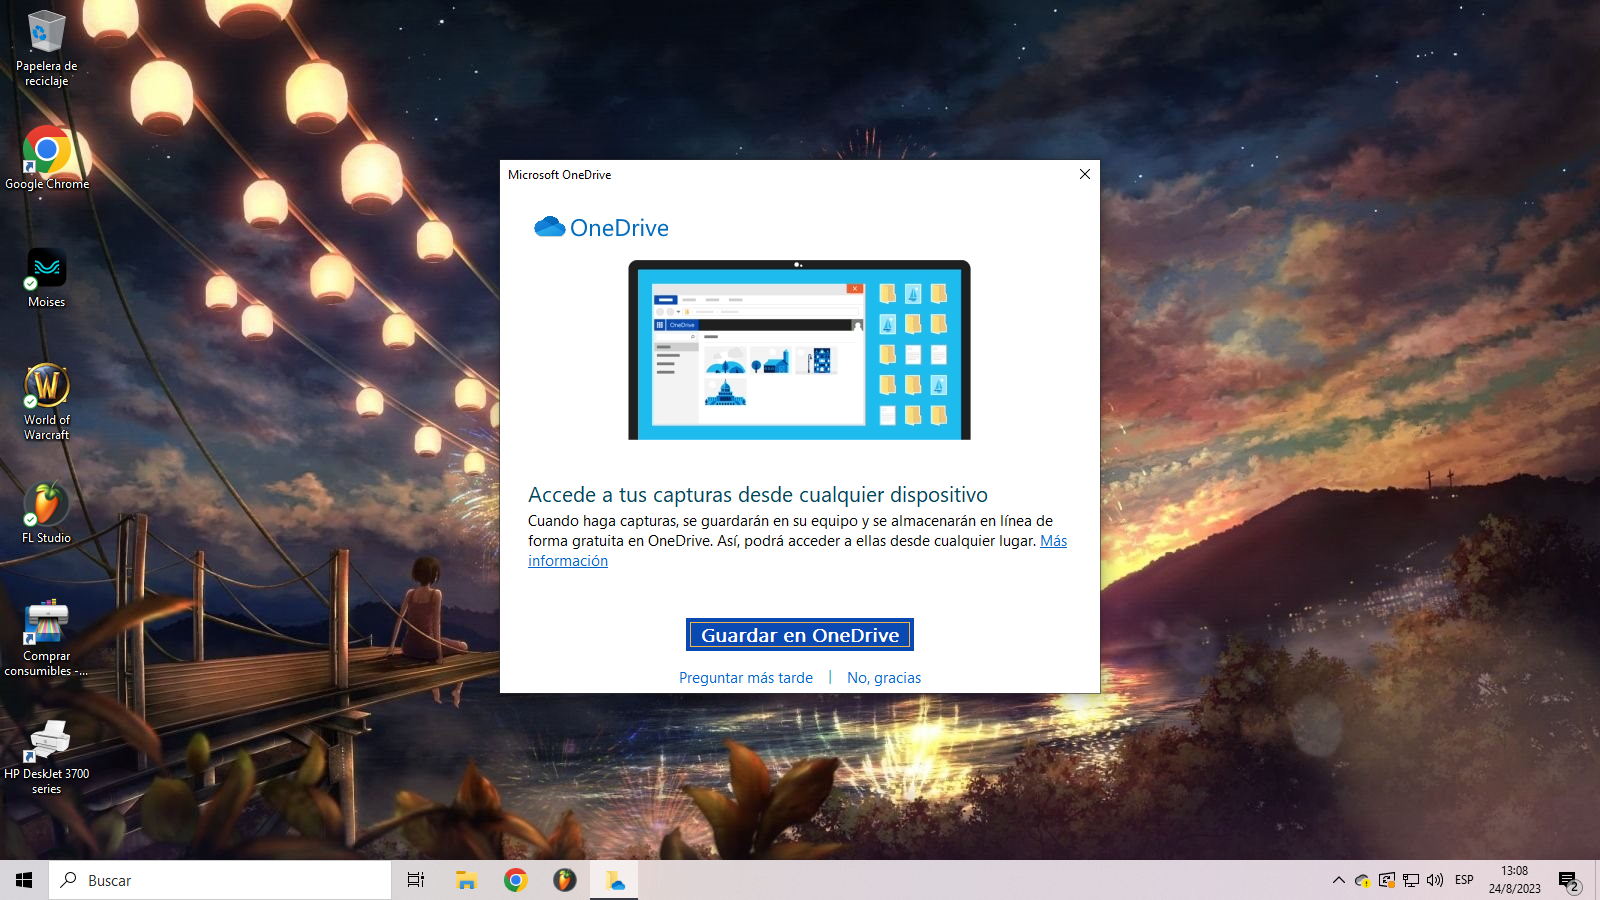 Papelera de
reciclaje
Google Chrome
Moises
World of
Warcraft
FL Studio
Comprar
consumibles -...
HP DeskJet 3700
series
Microsoft OneDrive
OneDrive
OneDrive
Accede a tus capturas desde cualquier dispositivo
Cuando haga capturas, se guardarán en su equipo y se almacenarán en línea de
forma gratuita en OneDrive. Así, podrá acceder a ellas desde cualquier lugar. Más
información
Guardar en OneDrive
Preguntar más tarde | No, gracias
Buscar
ESP
13:08
24/8/2023
2